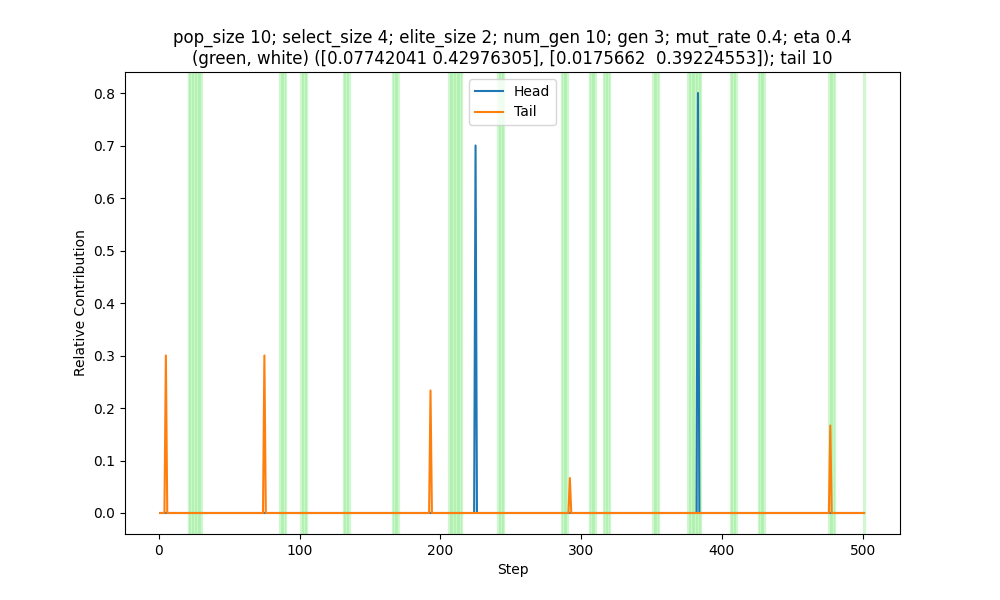 pop_size 10; select_size 4; elite_size 2; num_gen 10; gen 3; mut_rate 0.4; eta 0.4
(green, white) ([0.07742041 0.42976305], [0.0175662  0.39224553]); tail 10
Head
Tail
0.8
0.7
0.6
0.5
0.4
0.3
0.2
0.1
0.0
Relative Contribution
0 100 200 300 400 500
Step